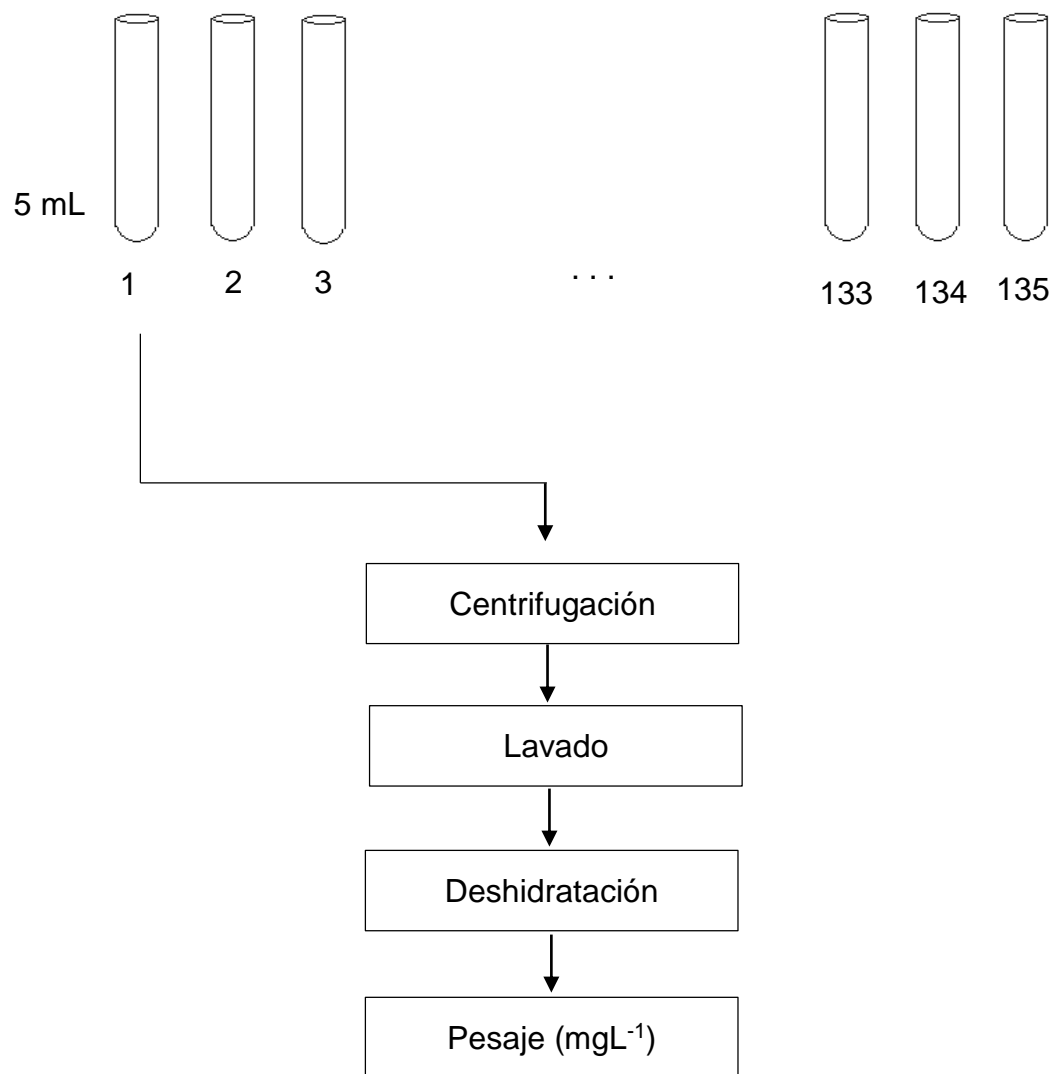 5 mL
1 2 3 . . . 133 134 135
Centrifugación
Lavado
Deshidratación
Pesaje (mgL⁻¹)